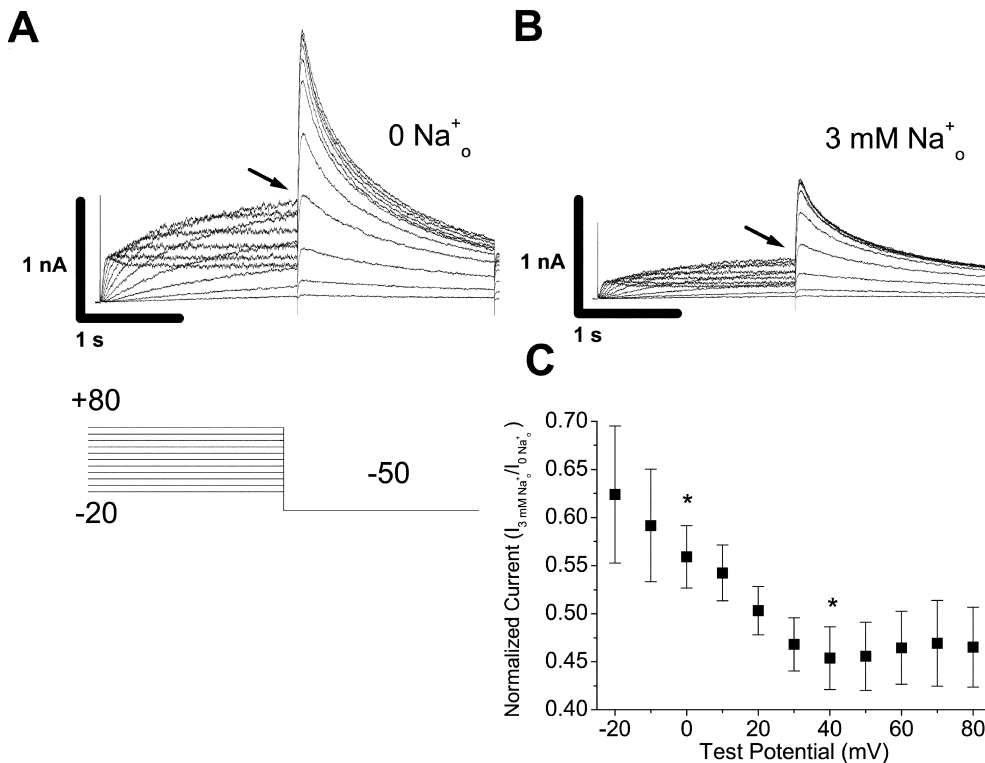 A
0 Na⁺ₒ
1 nA
1 s
+80
-50
-20
B
3 mM Na⁺ₒ
1 nA
1 s
C
Normalized Current (I₃ ₘM Na⁺ₒ/I₀ Na⁺ₒ)
0.70
0.65
0.60
0.55
0.50
0.45
0.40
*
*
-20 0 20 40 60 80
Test Potential (mV)